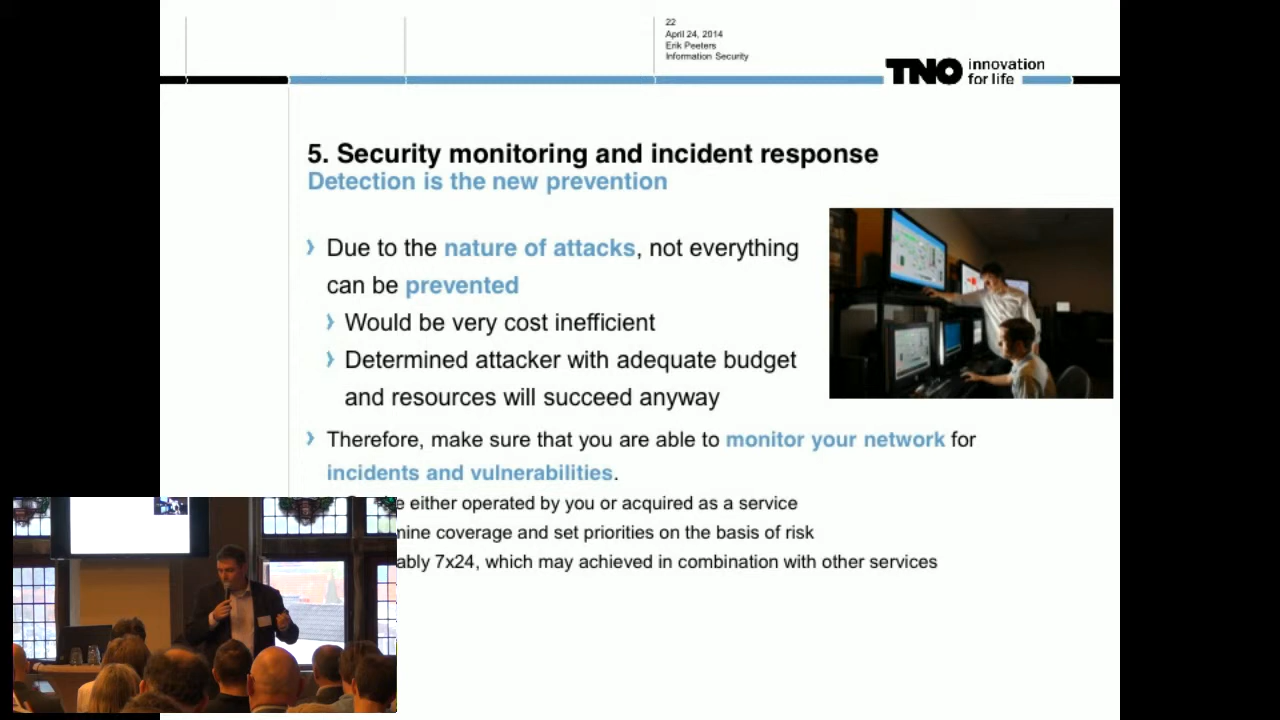 22
April 24, 2014
Erik Peeters
Information Security
TNO innovation
for life
5. Security monitoring and incident response
Detection is the new prevention
Due to the nature of attacks, not everything
can be prevented
Would be very cost inefficient
Determined attacker with adequate budget
and resources will succeed anyway
Therefore, make sure that you are able to monitor your network for
incidents and vulnerabilities.
either operated by you or acquired as a service
coverage and set priorities on the basis of risk
7x24, which may achieved in combination with other services